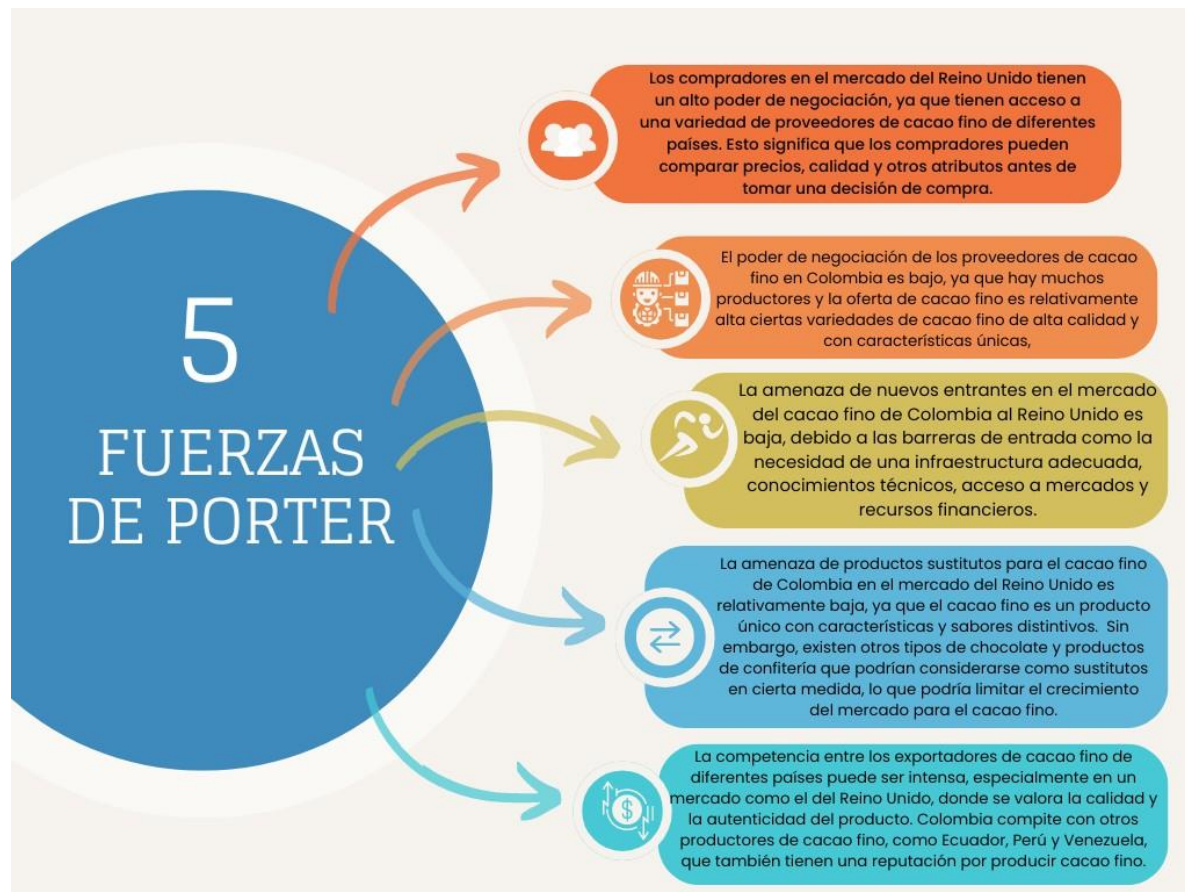 5
FUERZAS
DE PORTER
Los compradores en el mercado del Reino Unido tienen
un alto poder de negociación, ya que tienen acceso a
una variedad de proveedores de cacao fino de diferentes
países. Esto significa que los compradores pueden
comparar precios, calidad y otros atributos antes de
tomar una decisión de compra.
El poder de negociación de los proveedores de cacao
fino en Colombia es bajo, ya que hay muchos
productores y la oferta de cacao fino es relativamente
alta ciertas variedades de cacao fino de alta calidad y
con características únicas,
La amenaza de nuevos entrantes en el mercado
del cacao fino de Colombia al Reino Unido es
baja, debido a las barreras de entrada como la
necesidad de una infraestructura adecuada,
conocimientos técnicos, acceso a mercados y
recursos financieros.
La amenaza de productos sustitutos para el cacao fino
de Colombia en el mercado del Reino Unido es
relativamente baja, ya que el cacao fino es un producto
único con características y sabores distintivos. Sin
embargo, existen otros tipos de chocolate y productos
de confitería que podrían considerarse como sustitutos
en cierta medida, lo que podría limitar el crecimiento
del mercado para el cacao fino.
La competencia entre los exportadores de cacao fino de
diferentes países puede ser intensa, especialmente en un
mercado como el del Reino Unido, donde se valora la calidad y
la autenticidad del producto. Colombia compite con otros
productores de cacao fino, como Ecuador, Perú y Venezuela,
que también tienen una reputación por producir cacao fino.